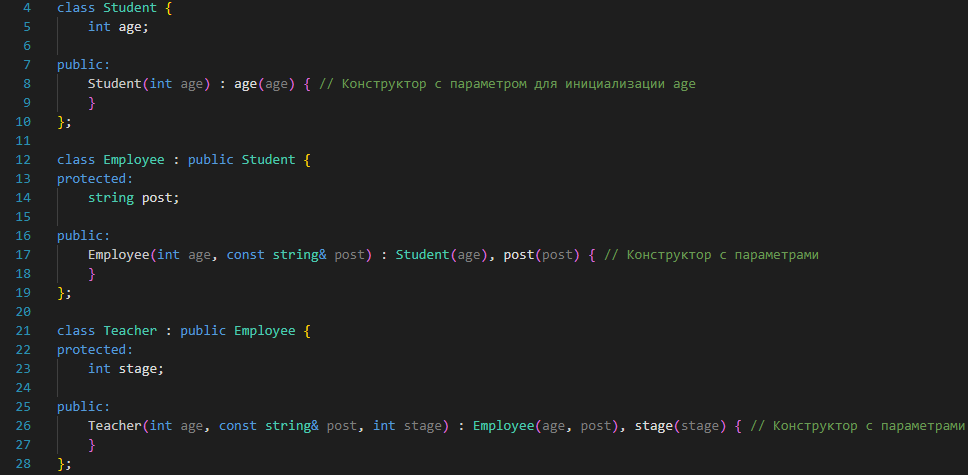 4 class Student {
5 int age;
6
7 public:
8 Student(int age) : age(age) { // Конструктор с параметром для инициализации age
9 }
10 };
11
12 class Employee : public Student {
13 protected:
14 string post;
15
16 public:
17 Employee(int age, const string& post) : Student(age), post(post) { // Конструктор с параметрами
18 }
19 };
20
21 class Teacher : public Employee {
22 protected:
23 int stage;
24
25 public:
26 Teacher(int age, const string& post, int stage) : Employee(age, post), stage(stage) { // Конструктор с параметрами
27 }
28 };